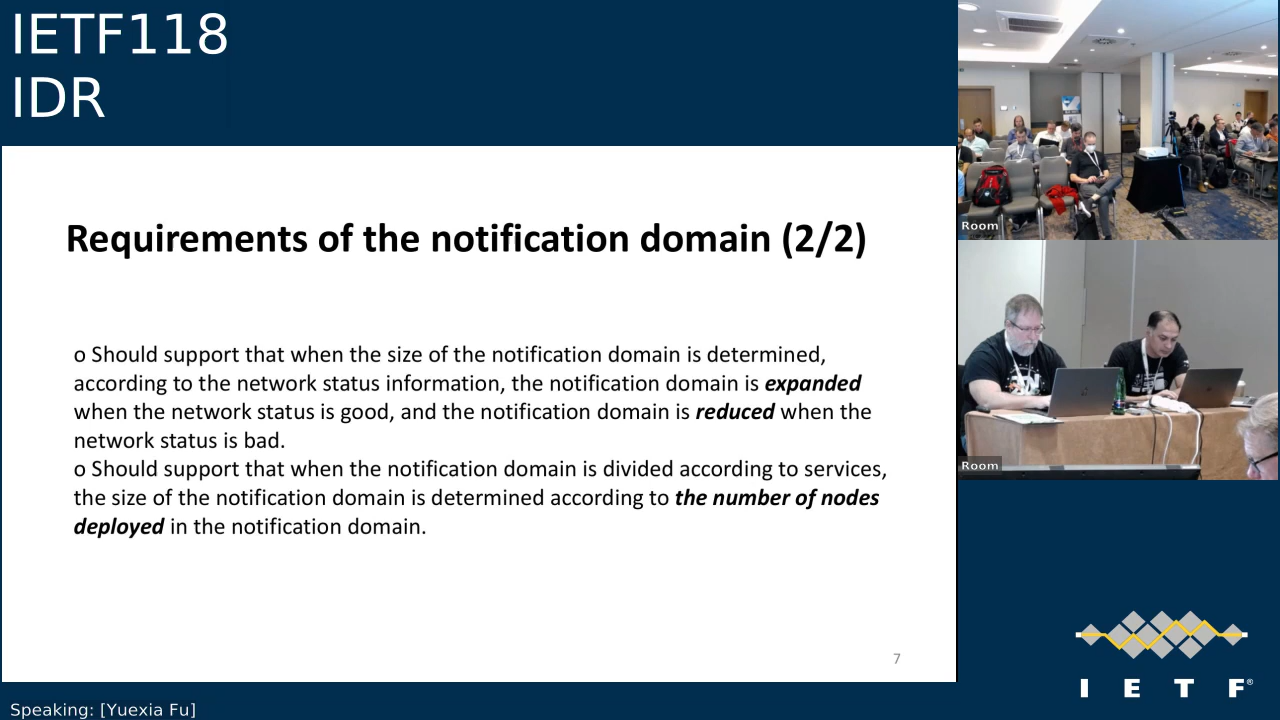 IETF118
IDR
Requirements of the notification domain (2/2)
o Should support that when the size of the notification domain is determined,
according to the network status information, the notification domain is expanded
when the network status is good, and the notification domain is reduced when the
network status is bad.
o Should support that when the notification domain is divided according to services,
the size of the notification domain is determined according to the number of nodes
deployed in the notification domain.
7
Room
Room
I E T F®
Speaking: [Yuexia Fu]